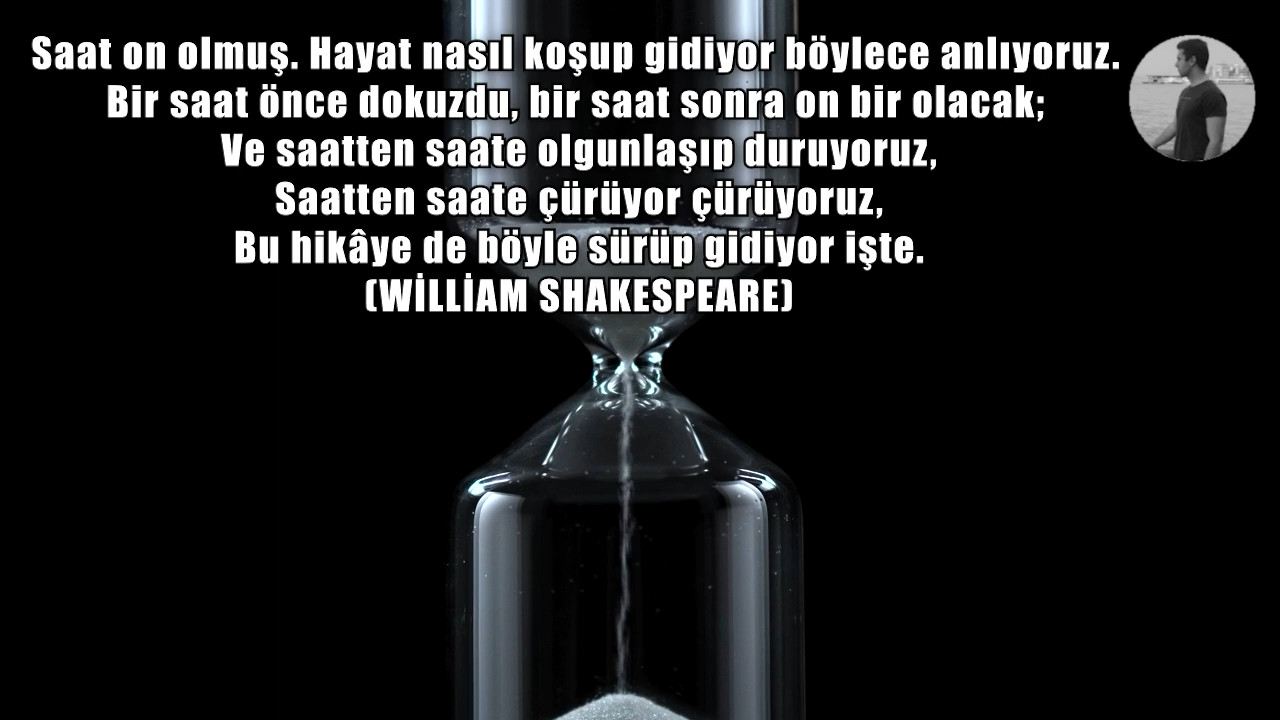 Saat on olmuş. Hayat nasıl koşup gidiyor böylece anlıyoruz.
Bir saat önce dokuzdu, bir saat sonra on bir olacak;
Ve saatten saate olgunlaşıp duruyoruz,
Saatten saate çürüyor çürüyoruz,
Bu hikâye de böyle sürüp gidiyor işte.
(WİLLİAM SHAKESPEARE)